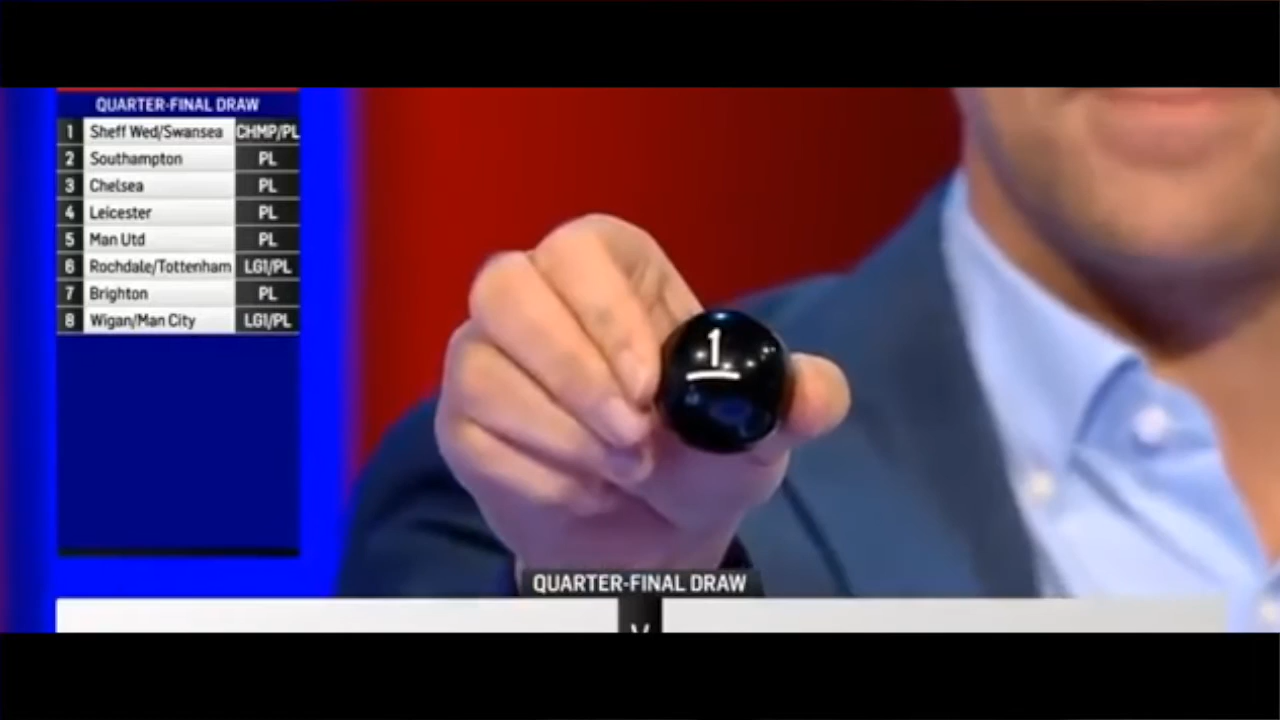 QUARTER-FINAL DRAW
1 Sheff Wed/Swansea CHMP/PL
2 Southampton PL
3 Chelsea PL
4 Leicester PL
5 Man Utd PL
6 Rochdale/Tottenham LG1/PL
7 Brighton PL
8 Wigan/Man City LG1/PL
1
QUARTER-FINAL DRAW
V